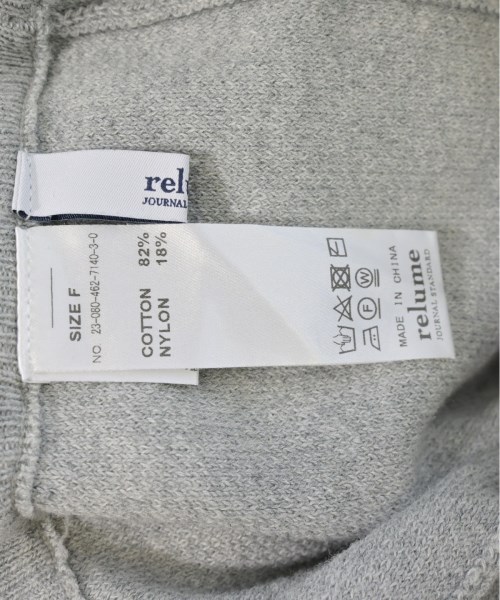 relu
JOURNAL
SIZE F
NO. 23-080-462-7140-3-0
COTTON 82%
NYLON 18%
F W
MADE IN CHINA
relume
JOURNAL STANDARD